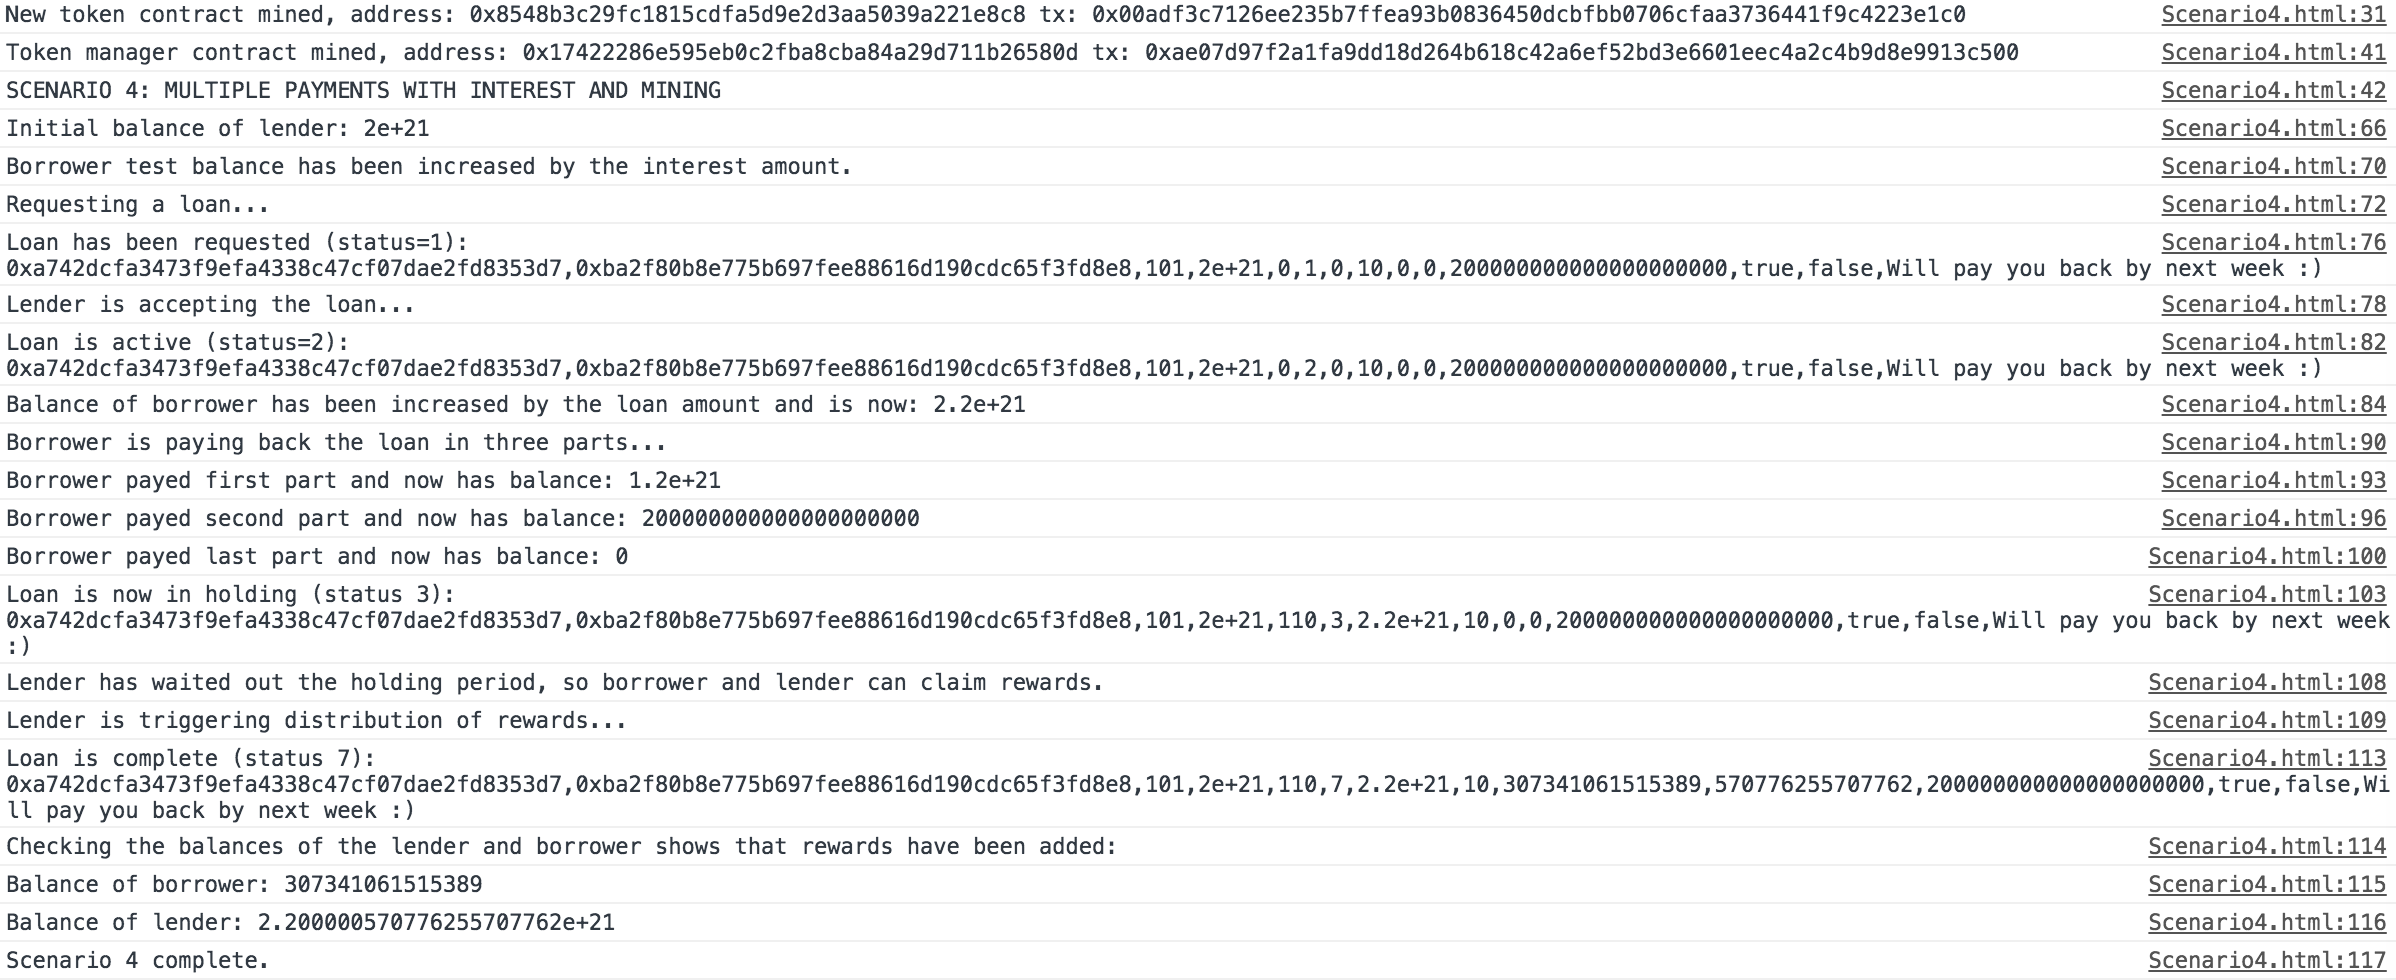 New token contract mined, address: 0x8548b3c29fc1815cdfa5d9e2d3aa5039a221e8c8 tx: 0x00adf3c7126ee235b7ffea93b0836450dcbfbb0706cfaa3736441f9c4223e1c0 Scenario4.html:31
Token manager contract mined, address: 0x17422286e595eb0c2fba8cba84a29d711b26580d tx: 0xae07d97f2a1fa9dd18d264b618c42a6ef52bd3e6601eec4a2c4b9d8e9913c500 Scenario4.html:41
SCENARIO 4: MULTIPLE PAYMENTS WITH INTEREST AND MINING Scenario4.html:42
Initial balance of lender: 2e+21 Scenario4.html:66
Borrower test balance has been increased by the interest amount. Scenario4.html:70
Requesting a loan... Scenario4.html:72
Loan has been requested (status=1): Scenario4.html:76
0xa742dcfa3473f9efa4338c47cf07dae2fd8353d7,0xba2f80b8e775b697fee88616d190cdc65f3fd8e8,101,2e+21,0,1,0,10,0,0,200000000000000000000,true,false,Will pay you back by next week :)
Lender is accepting the loan... Scenario4.html:78
Loan is active (status=2): Scenario4.html:82
0xa742dcfa3473f9efa4338c47cf07dae2fd8353d7,0xba2f80b8e775b697fee88616d190cdc65f3fd8e8,101,2e+21,0,2,0,10,0,0,200000000000000000000,true,false,Will pay you back by next week :)
Balance of borrower has been increased by the loan amount and is now: 2.2e+21 Scenario4.html:84
Borrower is paying back the loan in three parts... Scenario4.html:90
Borrower payed first part and now has balance: 1.2e+21 Scenario4.html:93
Borrower payed second part and now has balance: 200000000000000000000 Scenario4.html:96
Borrower payed last part and now has balance: 0 Scenario4.html:100
Loan is now in holding (status 3): Scenario4.html:103
0xa742dcfa3473f9efa4338c47cf07dae2fd8353d7,0xba2f80b8e775b697fee88616d190cdc65f3fd8e8,101,2e+21,110,3,2.2e+21,10,0,0,200000000000000000000,true,false,Will pay you back by next week
:)
Lender has waited out the holding period, so borrower and lender can claim rewards. Scenario4.html:108
Lender is triggering distribution of rewards... Scenario4.html:109
Loan is complete (status 7): Scenario4.html:113
0xa742dcfa3473f9efa4338c47cf07dae2fd8353d7,0xba2f80b8e775b697fee88616d190cdc65f3fd8e8,101,2e+21,110,7,2.2e+21,10,307341061515389,570776255707762,200000000000000000000,true,false,Wi
ll pay you back by next week :)
Checking the balances of the lender and borrower shows that rewards have been added: Scenario4.html:114
Balance of borrower: 307341061515389 Scenario4.html:115
Balance of lender: 2.200000570776255707762e+21 Scenario4.html:116
Scenario 4 complete. Scenario4.html:117